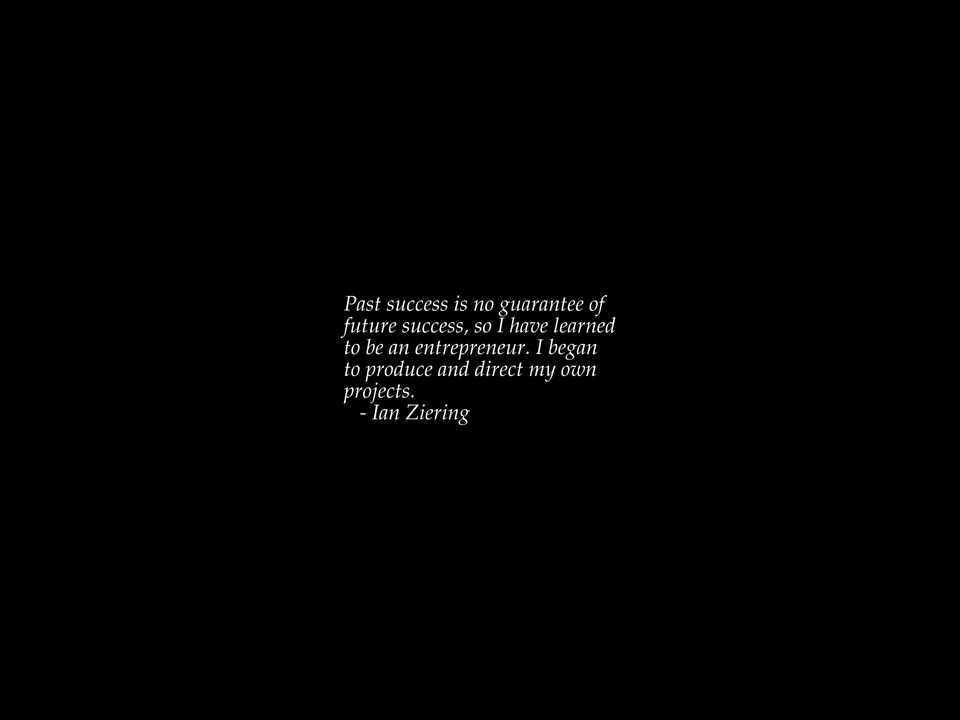 Past success is no guarantee of
future success, so I have learned
to be an entrepreneur. I began
to produce and direct my own
projects.
- Ian Ziering